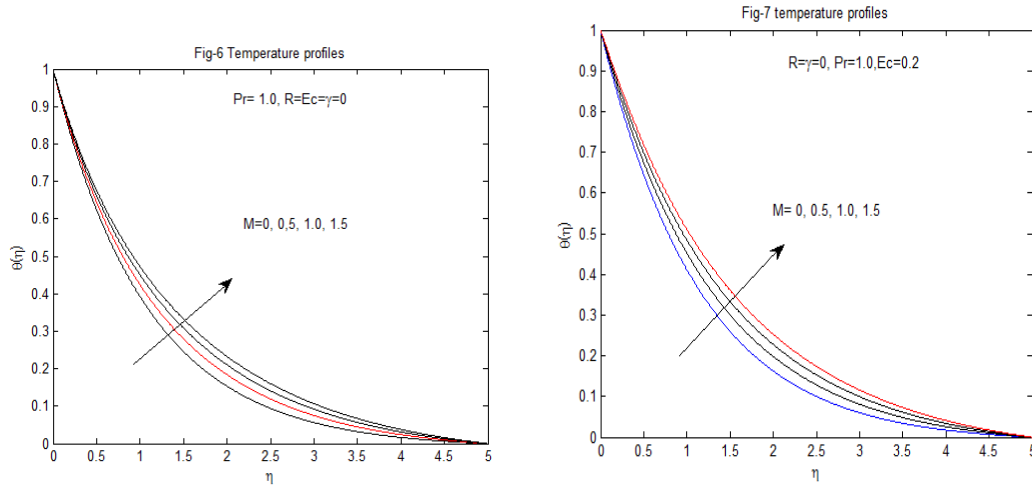 Fig-6 Temperature profiles
Pr= 1.0, R=Ec=γ=0
M=0, 0,5, 1.0, 1.5
θ(η)
1
0.9
0.8
0.7
0.6
0.5
0.4
0.3
0.2
0.1
0
0 0.5 1 1.5 2 2.5 3 3.5 4 4.5 5
η
Fig-7 temperature profiles
R=γ=0, Pr=1.0,Ec=0.2
M= 0, 0.5, 1.0, 1.5
θ(η)
1
0.9
0.8
0.7
0.6
0.5
0.4
0.3
0.2
0.1
0
0 0.5 1 1.5 2 2.5 3 3.5 4 4.5 5
η